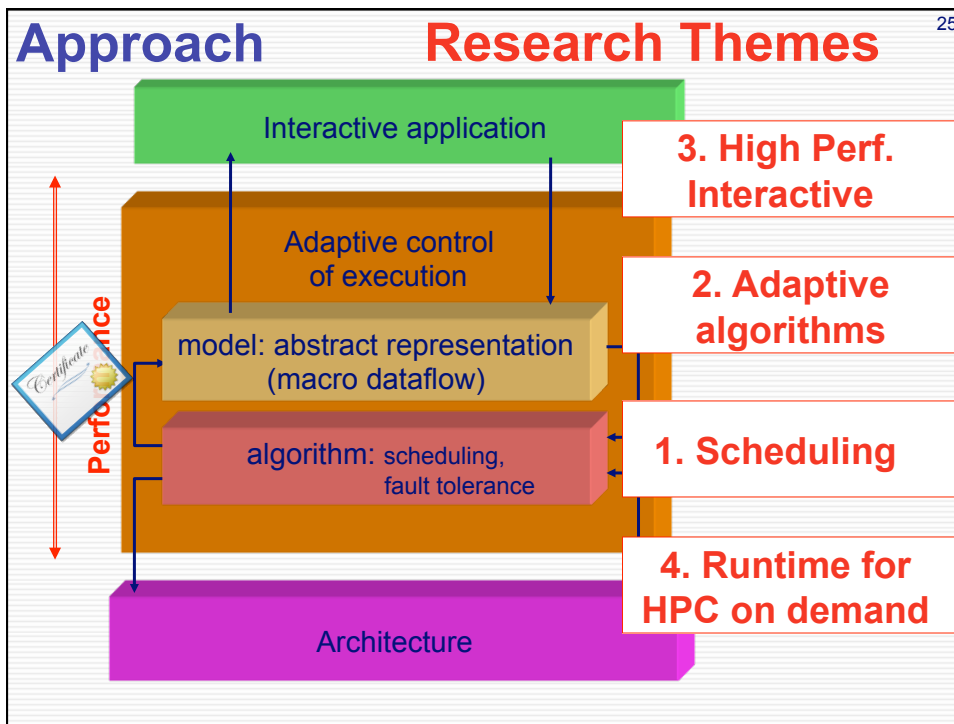 Approach
Research Themes
25
Interactive application
3. High Perf.
Interactive
Adaptive control
of execution
2. Adaptive
algorithms
model: abstract representation
(macro dataflow)
Certificate
1. Scheduling
algorithm: scheduling,
fault tolerance
4. Runtime for
HPC on demand
Architecture